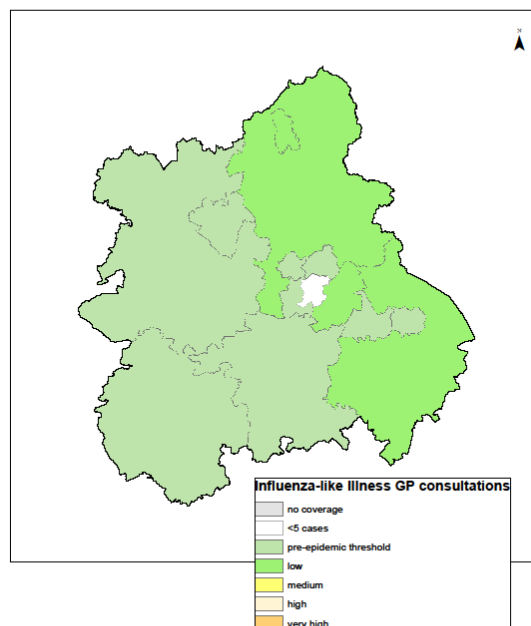 N
Influenza-like Illness GP consultations
no coverage
<5 cases
pre-epidemic threshold
low
medium
high
very high